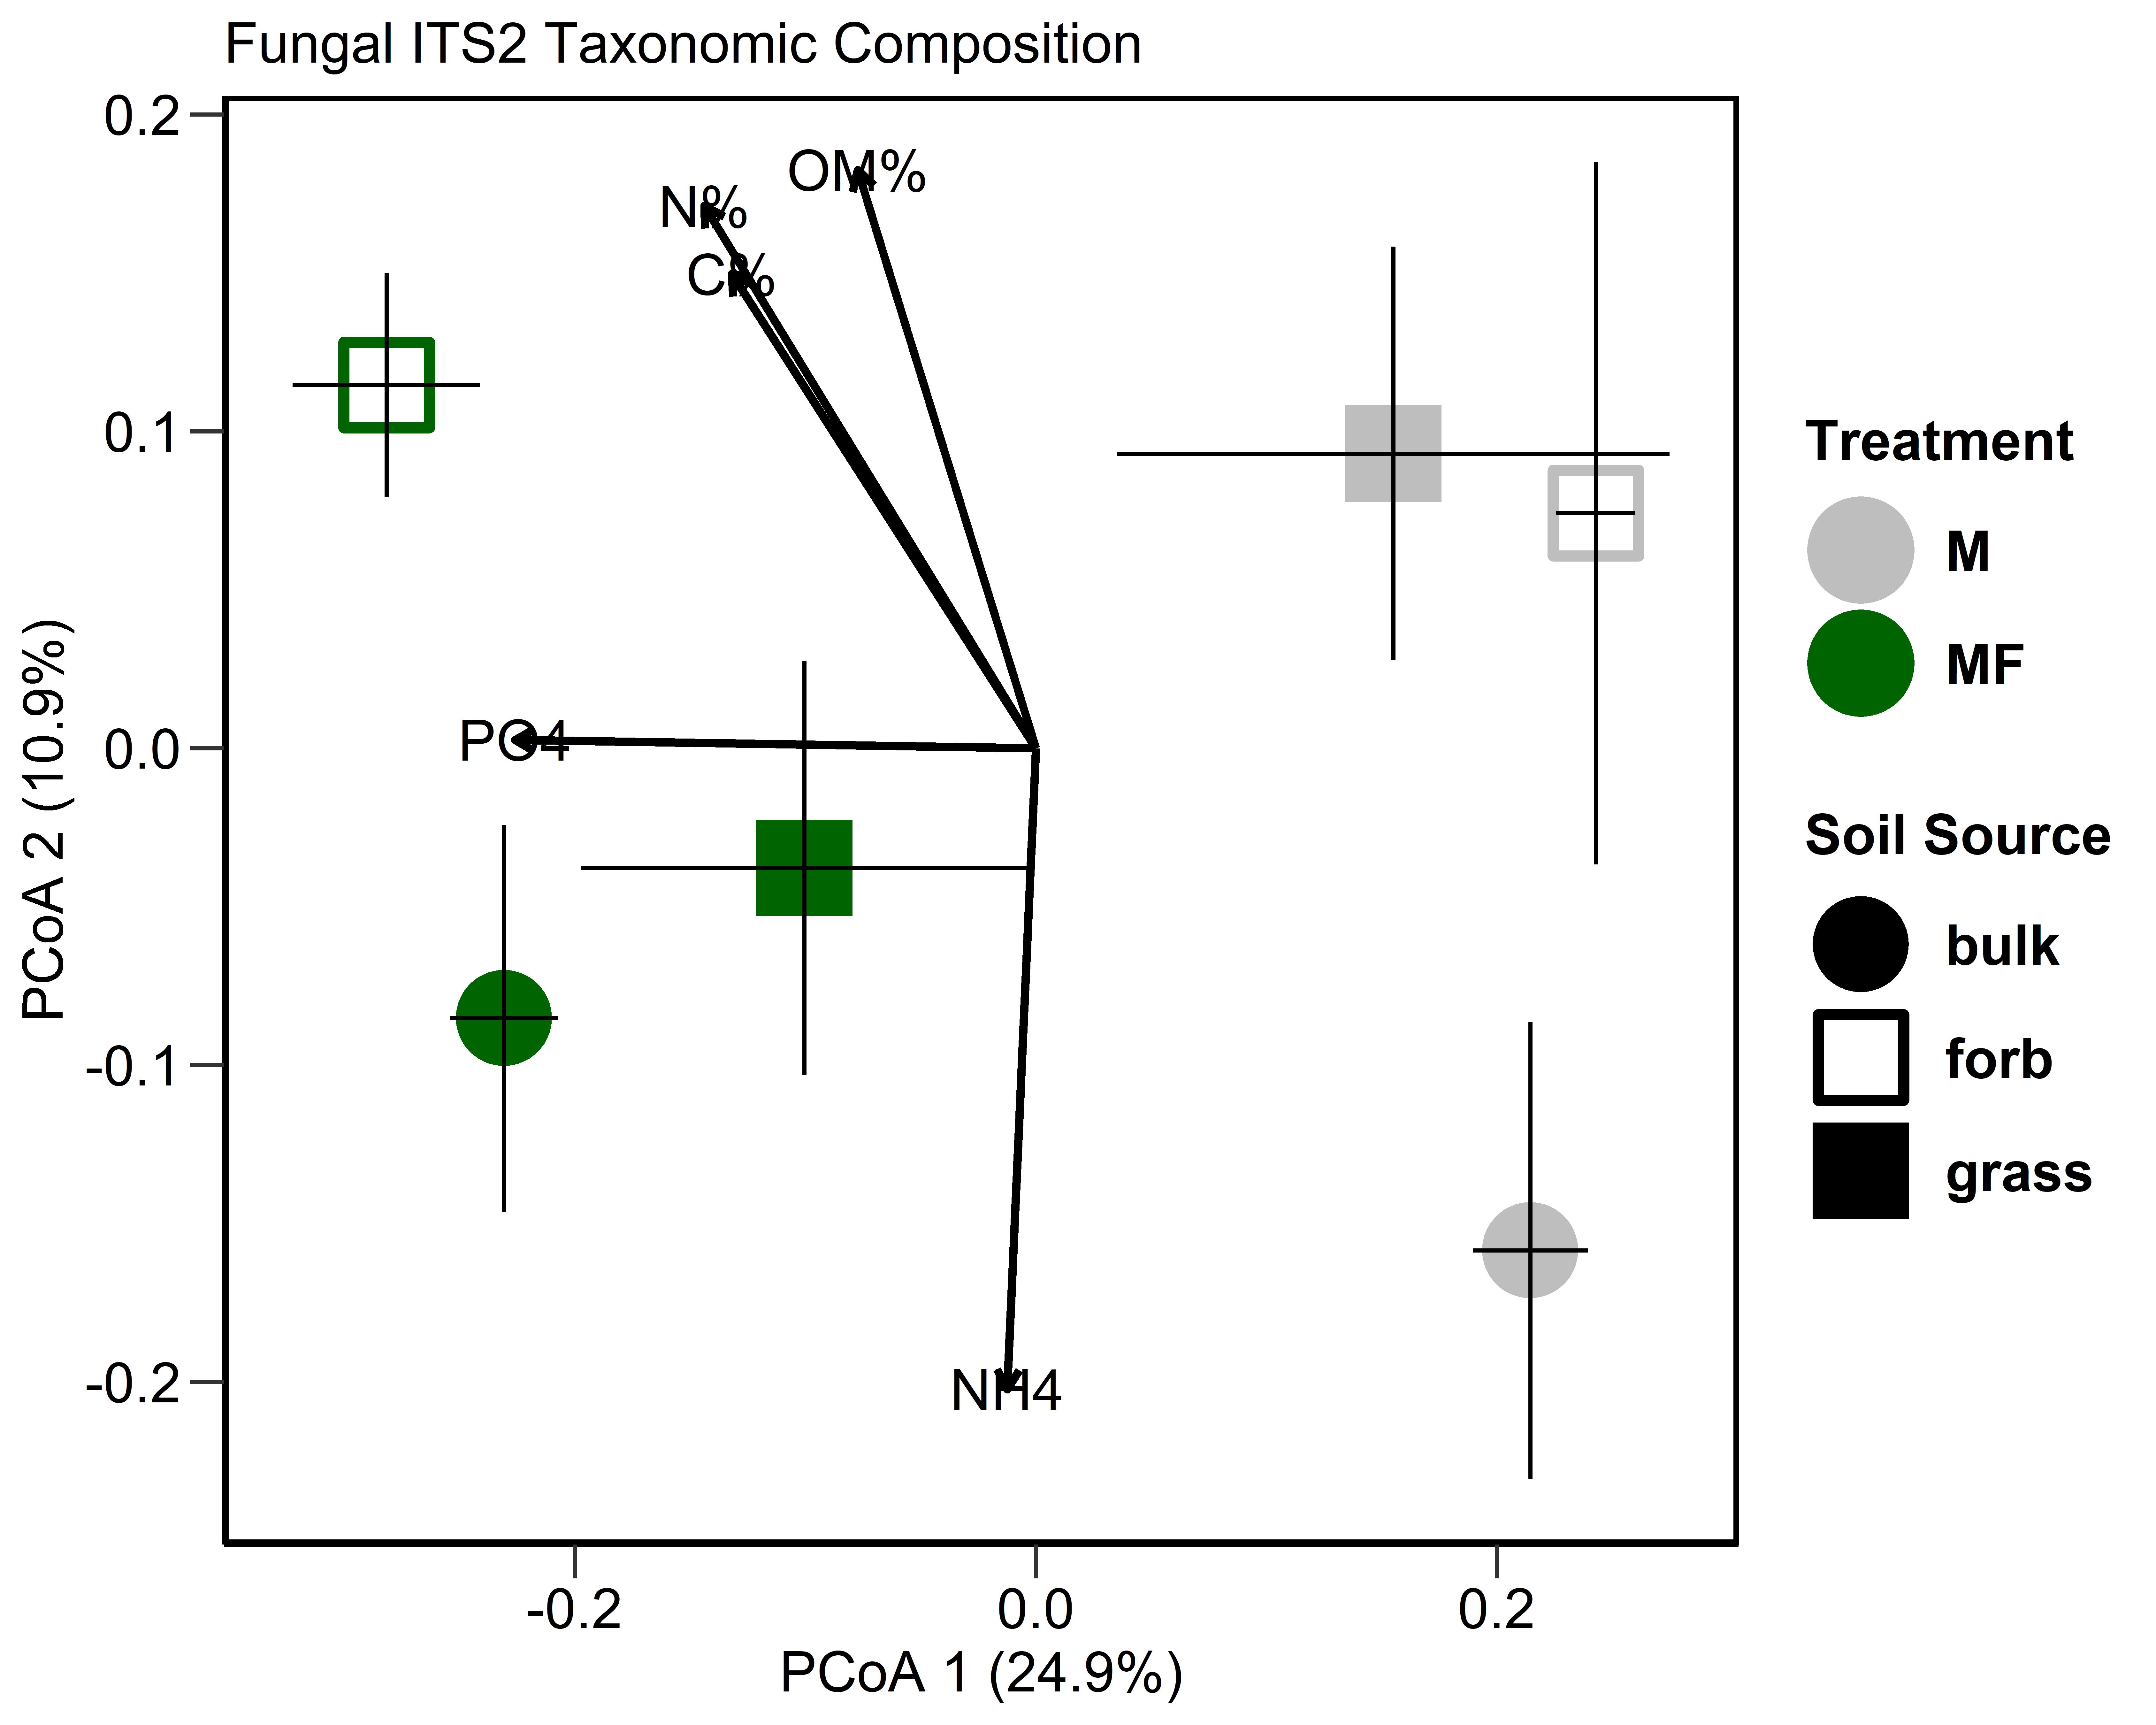 Fungal ITS2 Taxonomic Composition
0.2
0.1
0.0
-0.1
-0.2
PCoA 2 (10.9%)
OM%
N%
C%
PO4
NH4
-0.2
0.0
0.2
PCoA 1 (24.9%)
Treatment
M
MF
Soil Source
bulk
forb
grass